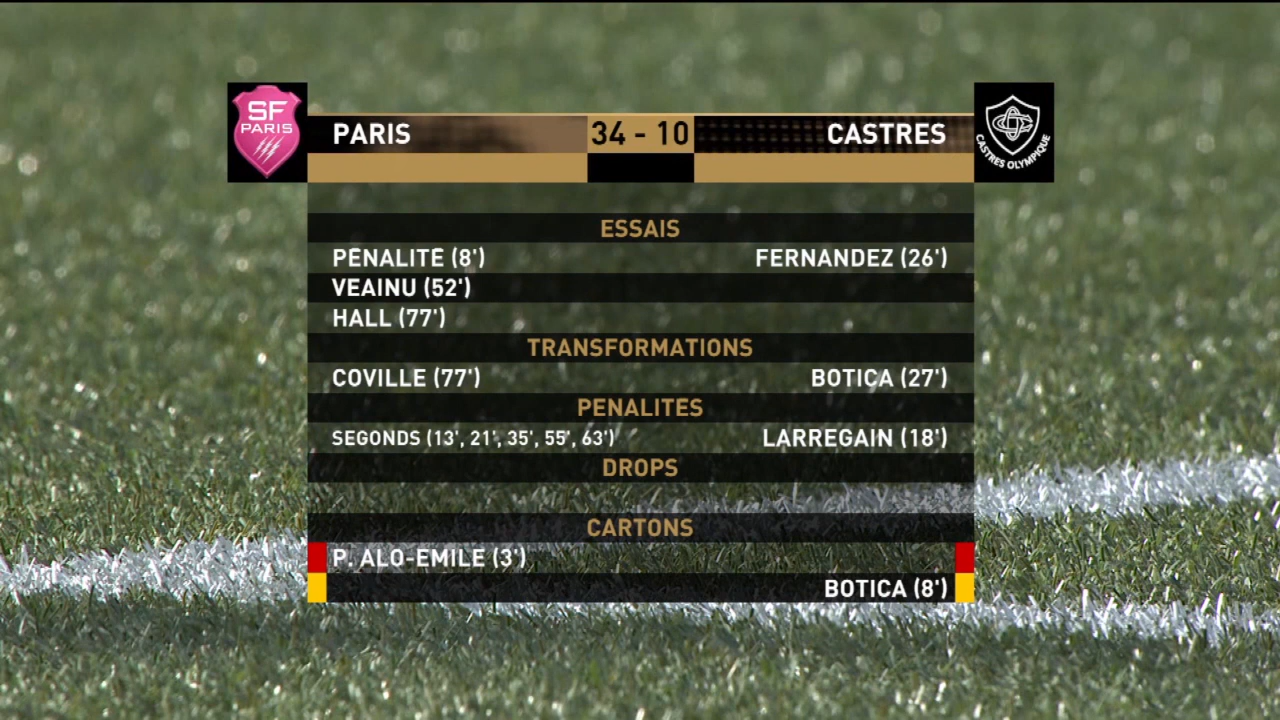 SF
PARIS
PARIS 34 - 10 CASTRES
CASTRES OLYMPIQUE
ESSAIS
PÉNALITÉ (8') FERNANDEZ (26')
VEAINU (52')
HALL (77')
TRANSFORMATIONS
COVILLE (77') BOTICA (27')
PENALITES
SEGONDS (13', 21', 35', 55', 63') LARREGAIN (18')
DROPS
CARTONS
P. ALO-EMILE (3')
BOTICA (8')